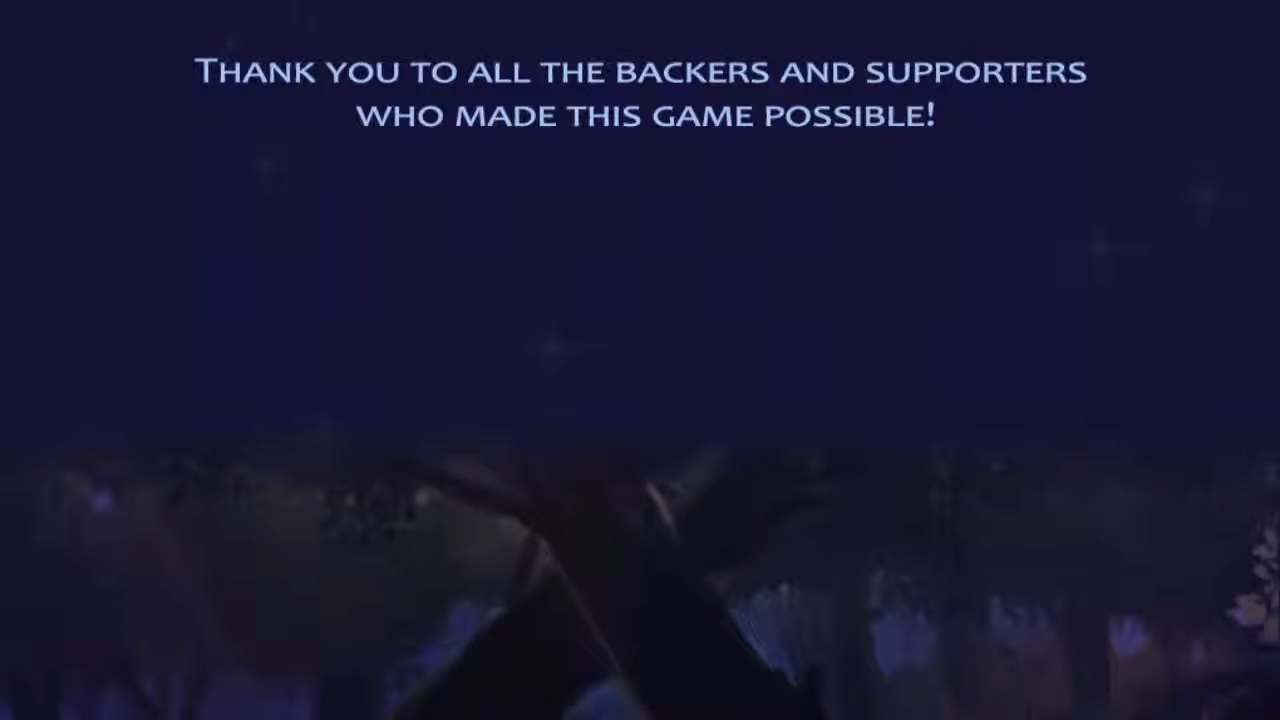 Thank you to all the backers and supporters
who made this game possible!